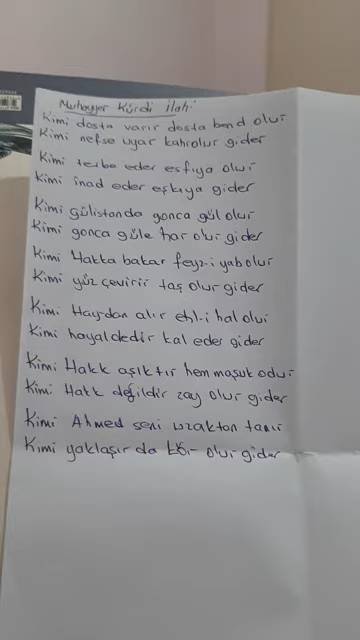 Muhayyer Kürdi İlahi
Kimi dosta varır dosta bend olur
Kimi nefse uyar kahrolur gider
Kimi terbe eder esfiya olur
Kimi inad eder eşkıya gider
Kimi gülistanda gonca gül olur
Kimi gonca güle har olur gider
Kimi Hakka bakar feyz-i yab olur
Kimi yüz çevirir taş olur gider
Kimi Haydan alır ehl-i hal olur
Kimi hayaldedir kal eder gider
Kimi Hakk aşıktır hem maşuk odur
Kimi Hakk değildir zay olur gider
Kimi Ahmed seni uzaktan tanır
Kimi yaklaşır da kör olur gider